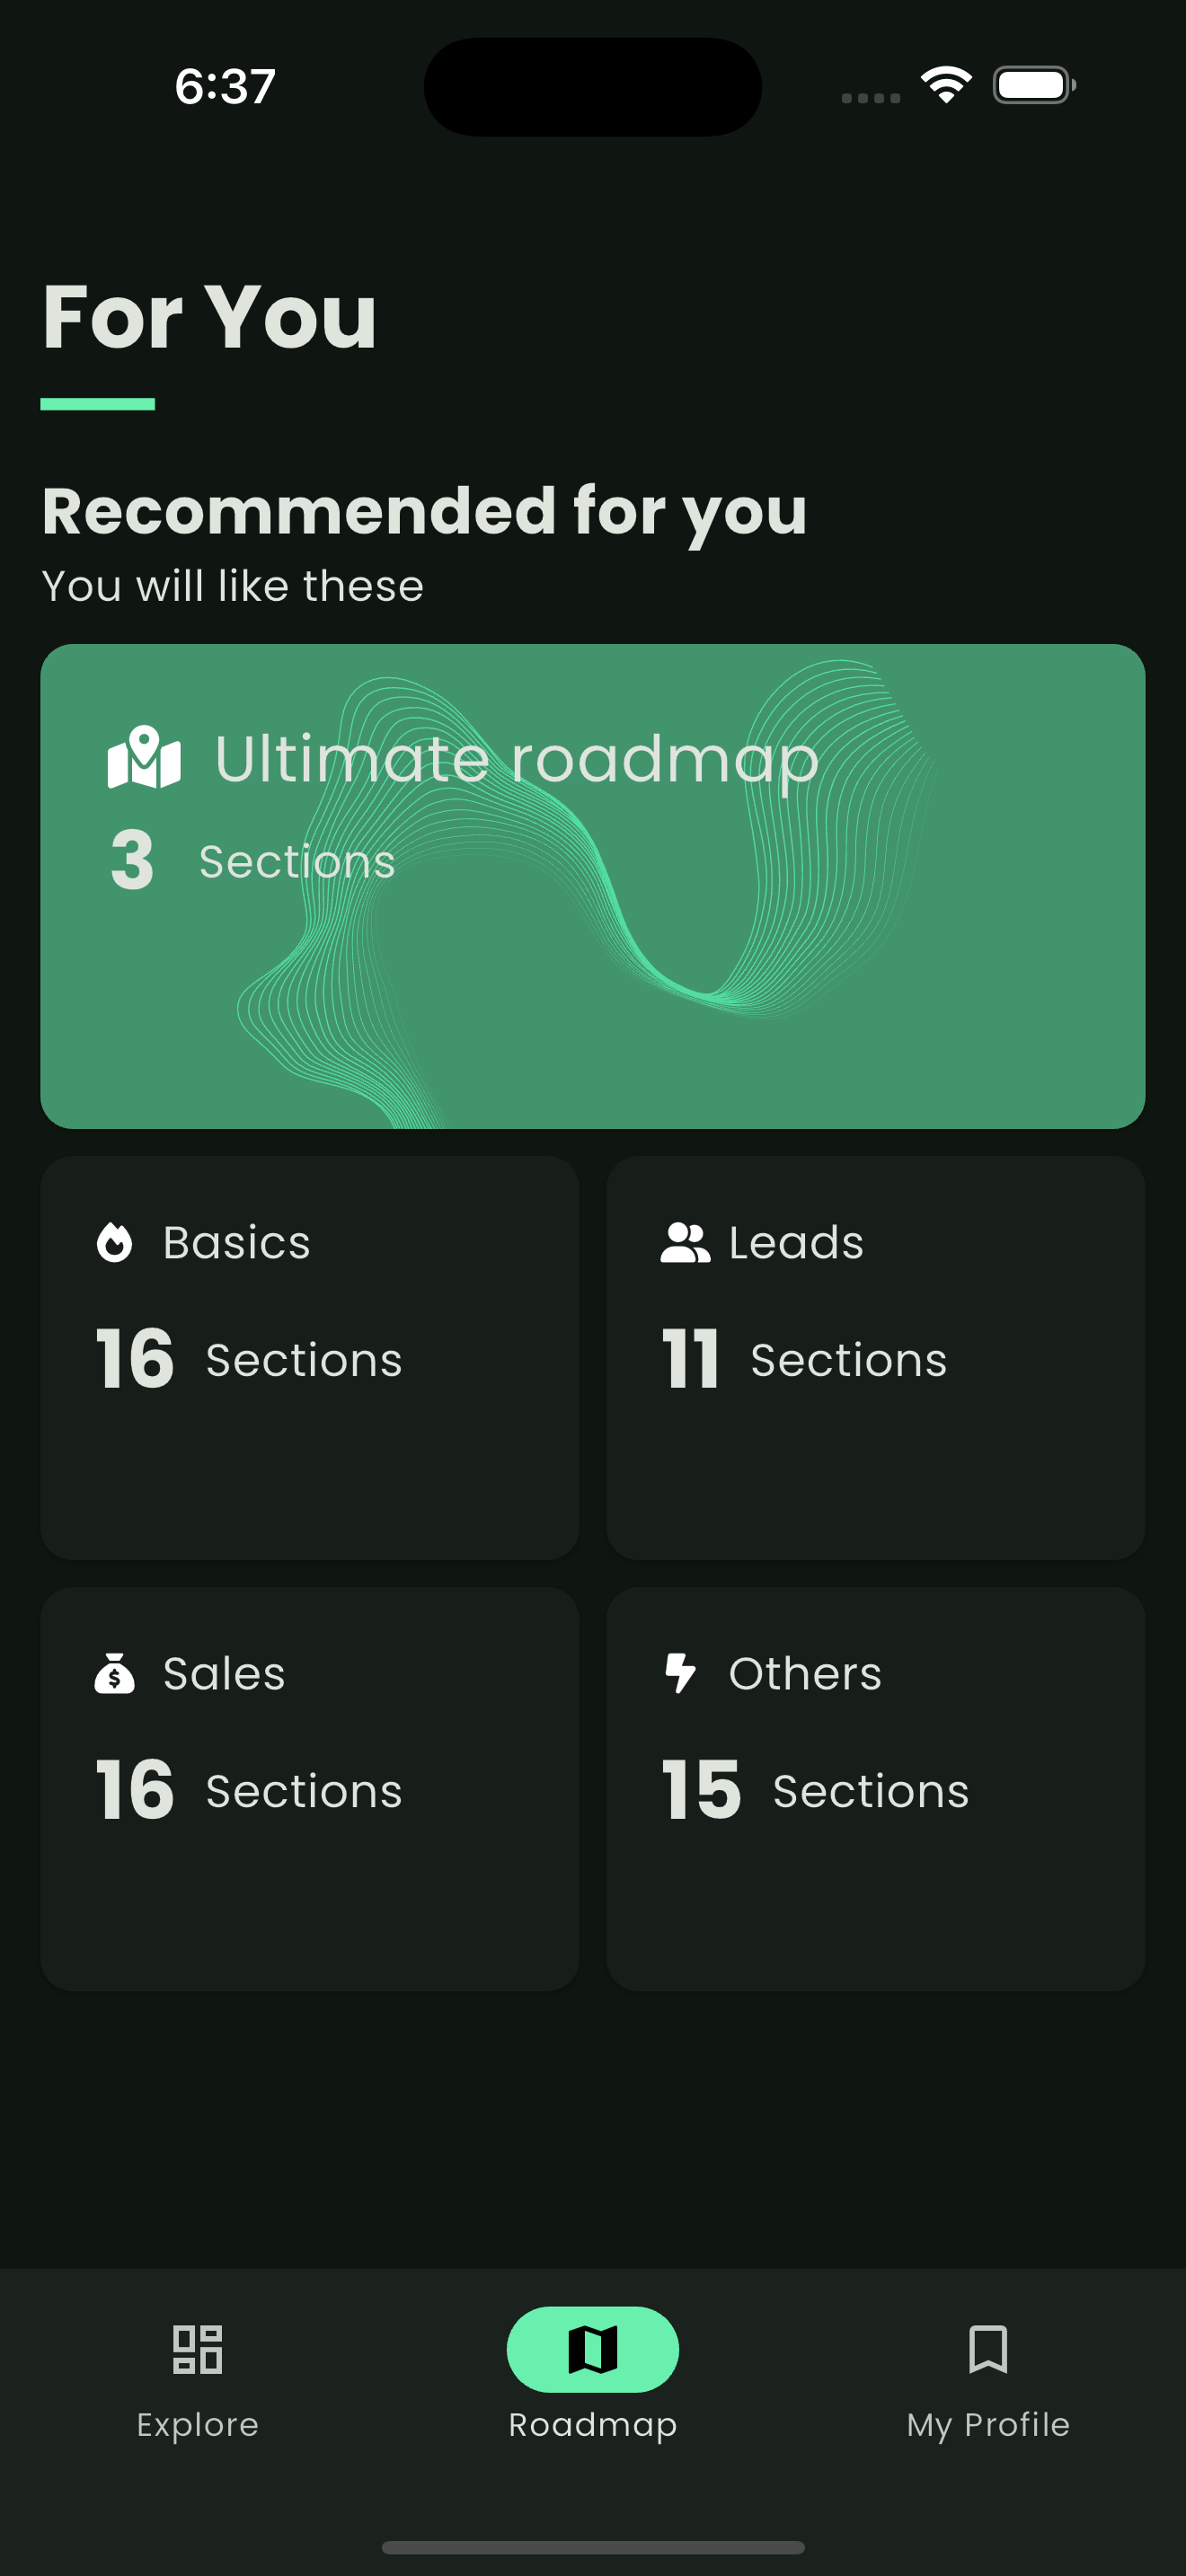 6:37
For You
Recommended for you
You will like these
Ultimate roadmap
3 Sections
Basics
16 Sections
Leads
11 Sections
Sales
16 Sections
Others
15 Sections
Explore
Roadmap
My Profile